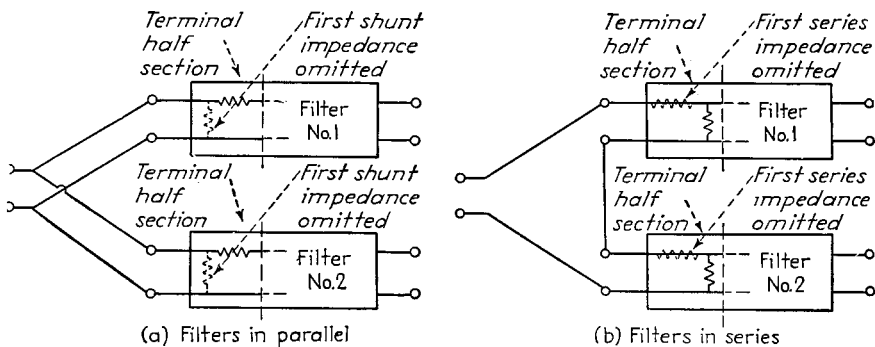 Terminal
half
section
First shunt
impedance
omitted
Filter
No.1
Terminal
half
section
First shunt
impedance
omitted
Filter
No.2
(a) Filters in parallel
Terminal
half
section
First series
impedance
omitted
Filter
No.1
Terminal
half
section
First series
impedance
omitted
Filter
No.2
(b) Filters in series